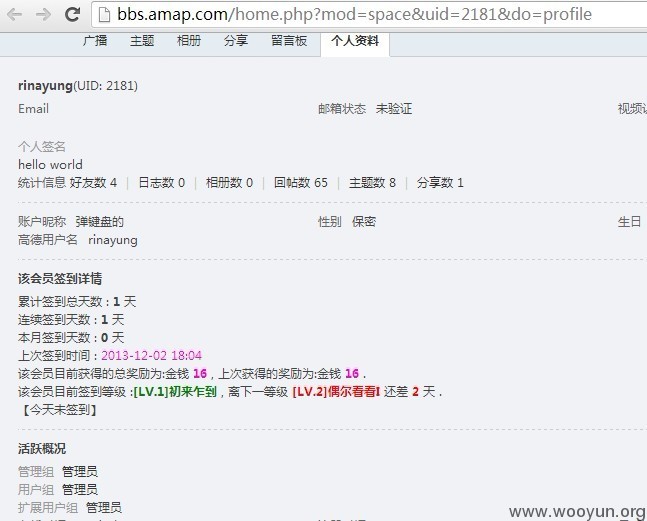 bbs.amap.com/home.php?mod=space&uid=2181&do=profile
广播 主题 相册 分享 留言板 个人资料
rinayung(UID: 2181)
Email 邮箱状态 未验证
个人签名
hello world
统计信息 好友数 4 | 日志数 0 | 相册数 0 | 回帖数 65 | 主题数 8 | 分享数 1
账户昵称 弹键盘的 性别 保密 生日
高德用户名 rinayung
该会员签到详情
累计签到总天数 : 1 天
连续签到天数 : 1 天
本月签到天数 : 0 天
上次签到时间 : 2013-12-02 18:04
该会员目前获得的总奖励为:金钱 16 , 上次获得的奖励为:金钱 16 .
该会员目前签到等级 :[LV.1]初来乍到 , 离下一等级 [LV.2]偶尔看看I 还差 2 天 .
【今天未签到】
活跃概况
管理组 管理员
用户组 管理员
扩展用户组 管理员
www.wooyun.org